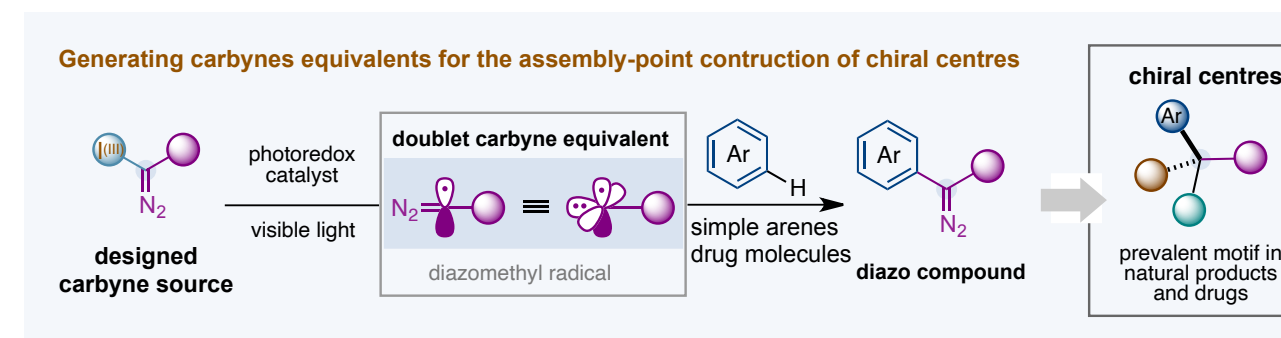 Generating carbynes equivalents for the assembly-point contruction of chiral centres
I(III)
N2
designed
carbyne source
photoredox
catalyst
visible light
doublet carbyne equivalent
N2
diazomethyl radical
Ar
H
simple arenes
drug molecules
Ar
N2
diazo compound
chiral centres
Ar
prevalent motif in
natural products
and drugs